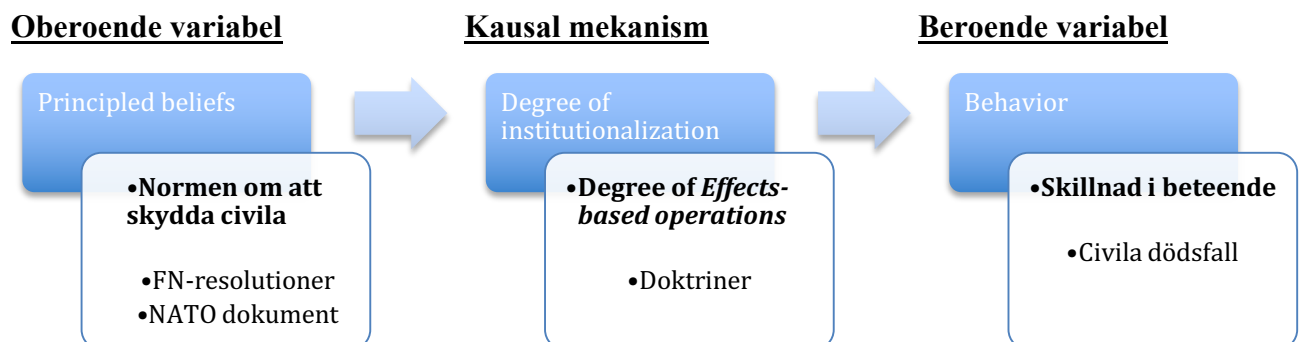 Oberoende variabel
Kausal mekanism
Beroende variabel
Principled beliefs
•Normen om att
skydda civila
•FN-resolutioner
•NATO dokument
Degree of
institutionalization
•Degree of Effects-
based operations
•Doktriner
Behavior
•Skillnad i beteende
•Civila dödsfall